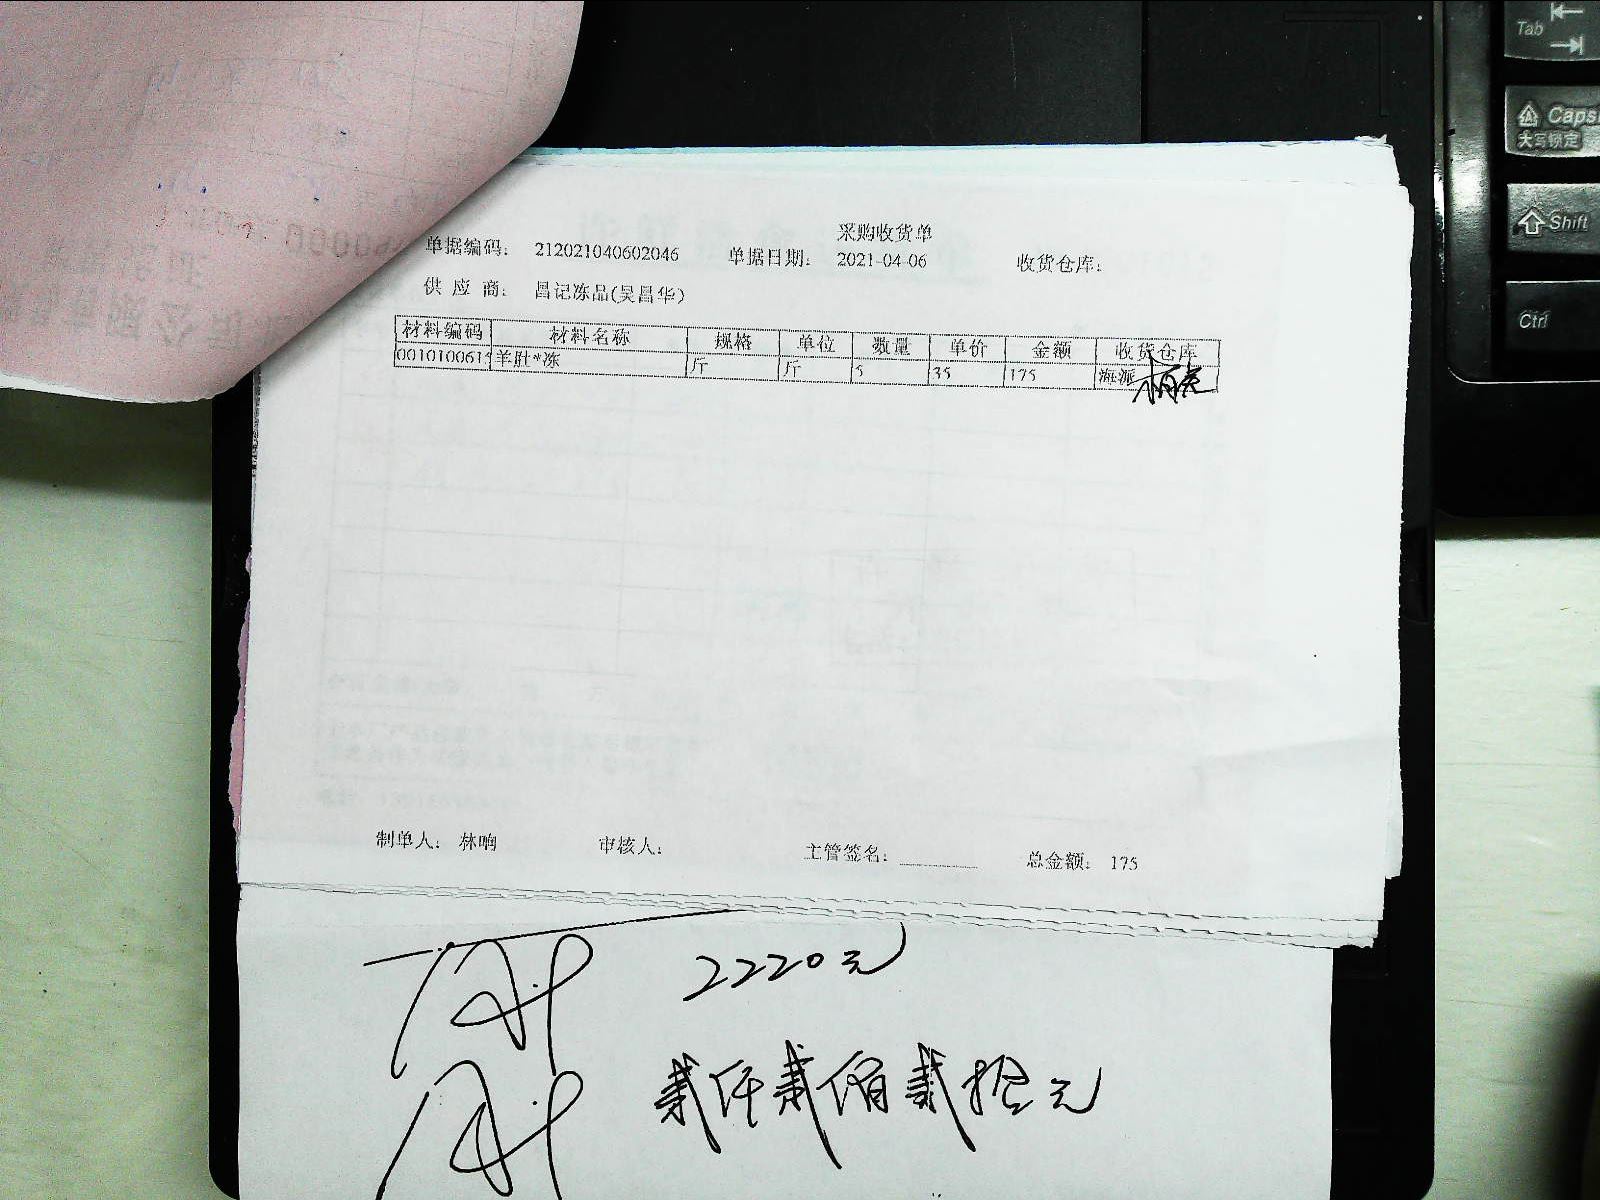 采购收货单
单据编码： 212021040602046 单据日期： 2021-04-06 收货仓库：
供 应 商： 昌记冻品(吴昌华)
材料编码 材料名称 规格 单位 数量 单价 金额 收货仓库
001010061 羊肚*冻 斤 斤 5 35 175 海派
制单人： 林响 审核人： 主管签名： 总金额： 175
2220元
贰仟贰佰贰拾元
Tab
Caps
大写锁定
Shift
Ctrl